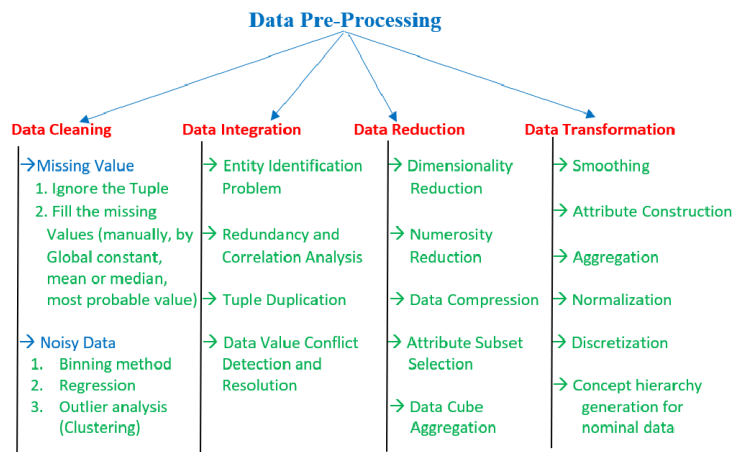 Data Pre-Processing
Data Cleaning
→Missing Value
1. Ignore the Tuple
2. Fill the missing
Values (manually, by
Global constant,
mean or median,
most probable value)
→ Noisy Data
1. Binning method
2. Regression
3. Outlier analysis
(Clustering)
Data Integration
→ Entity Identification
Problem
→ Redundancy and
Correlation Analysis
→ Tuple Duplication
→ Data Value Conflict
Detection and
Resolution
Data Reduction
→ Dimensionality
Reduction
→ Numerosity
Reduction
→ Data Compression
→ Attribute Subset
Selection
→ Data Cube
Aggregation
Data Transformation
→ Smoothing
→ Attribute Construction
→ Aggregation
→ Normalization
→ Discretization
→ Concept hierarchy
generation for
nominal data